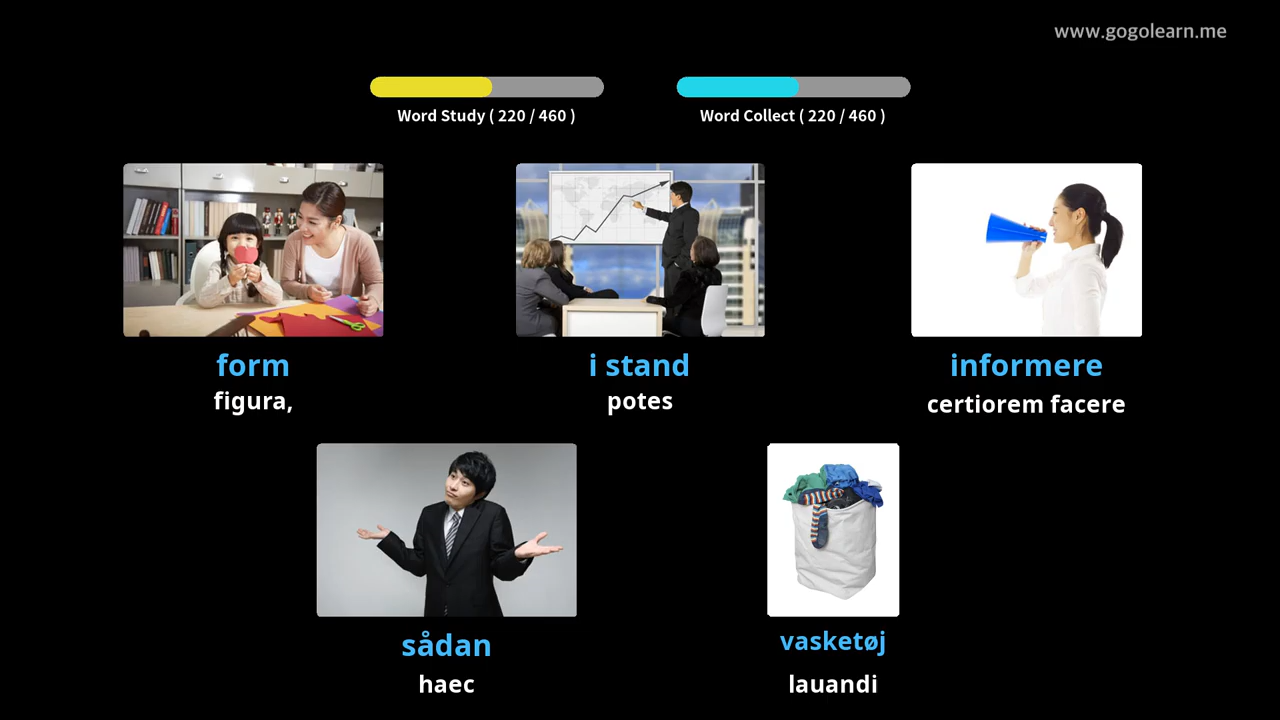 www.gogolearn.me
Word Study ( 220 / 460 )
Word Collect ( 220 / 460 )
form
figura,
i stand
potes
informere
certiorem facere
sådan
haec
vasketøj
lauandi